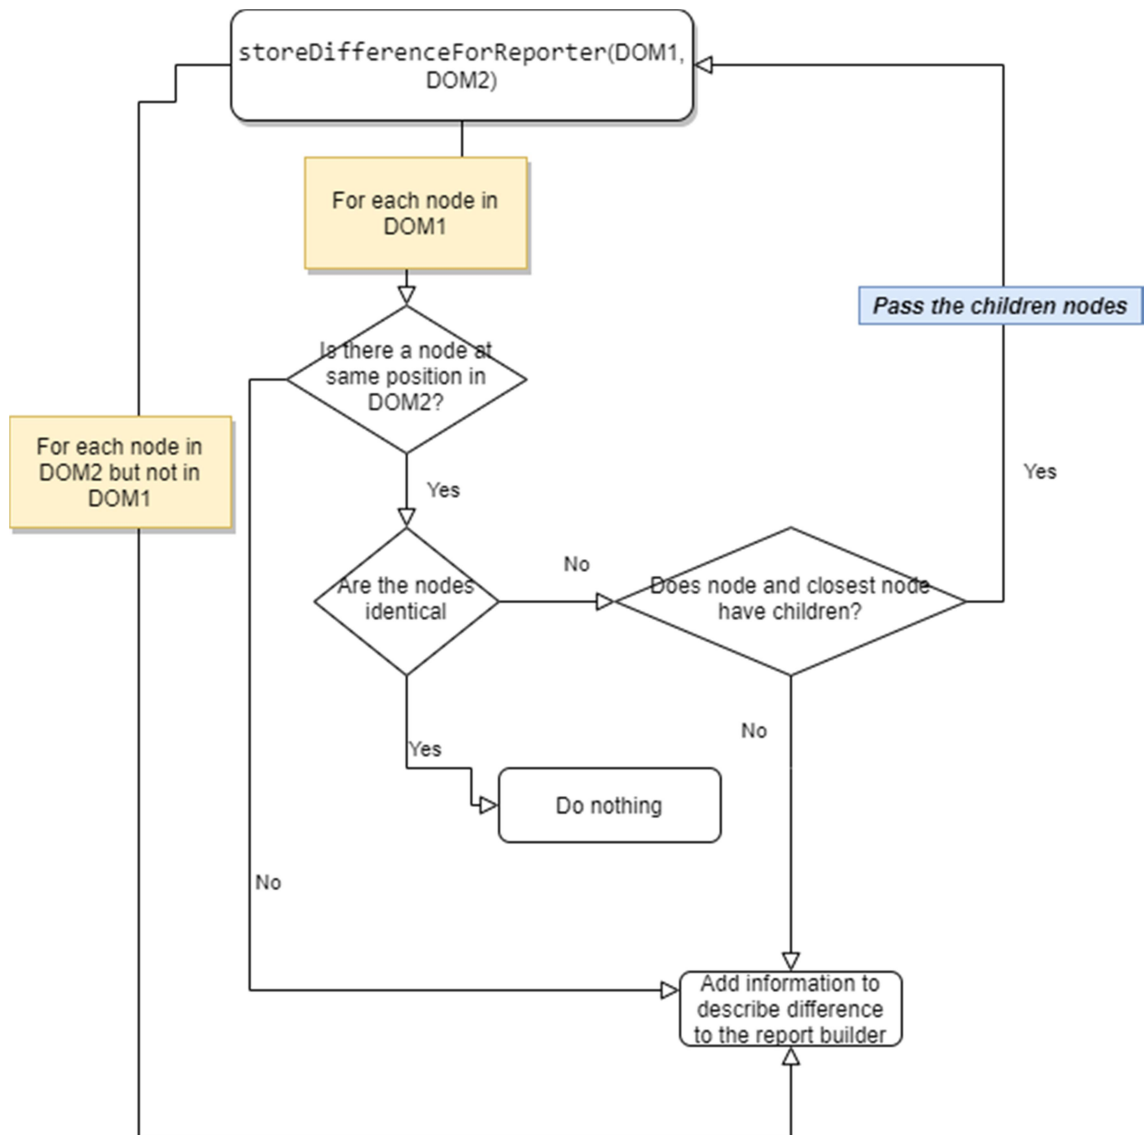 storeDifferenceForReporter(DOM1,
DOM2)
For each node in
DOM1
Pass the children nodes
Is there a node at
same position in
DOM2?
For each node in
DOM2 but not in
DOM1
Yes
Yes
No
Are the nodes
identical
Does node and closest node
have children?
No
Yes
Do nothing
No
Add information to
describe difference
to the report builder